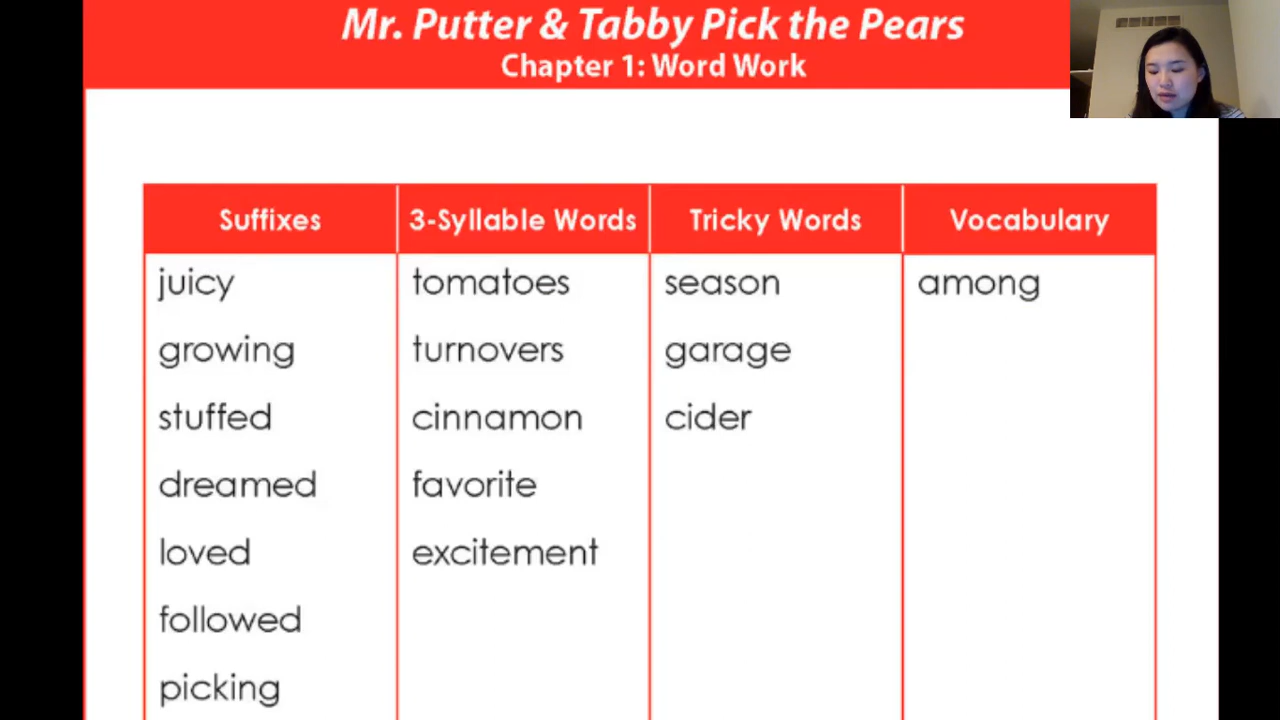 Mr. Putter & Tabby Pick the Pears
Chapter 1: Word Work
Suffixes 3-Syllable Words Tricky Words Vocabulary
juicy tomatoes season among
growing turnovers garage
stuffed cinnamon cider
dreamed favorite
loved excitement
followed
picking